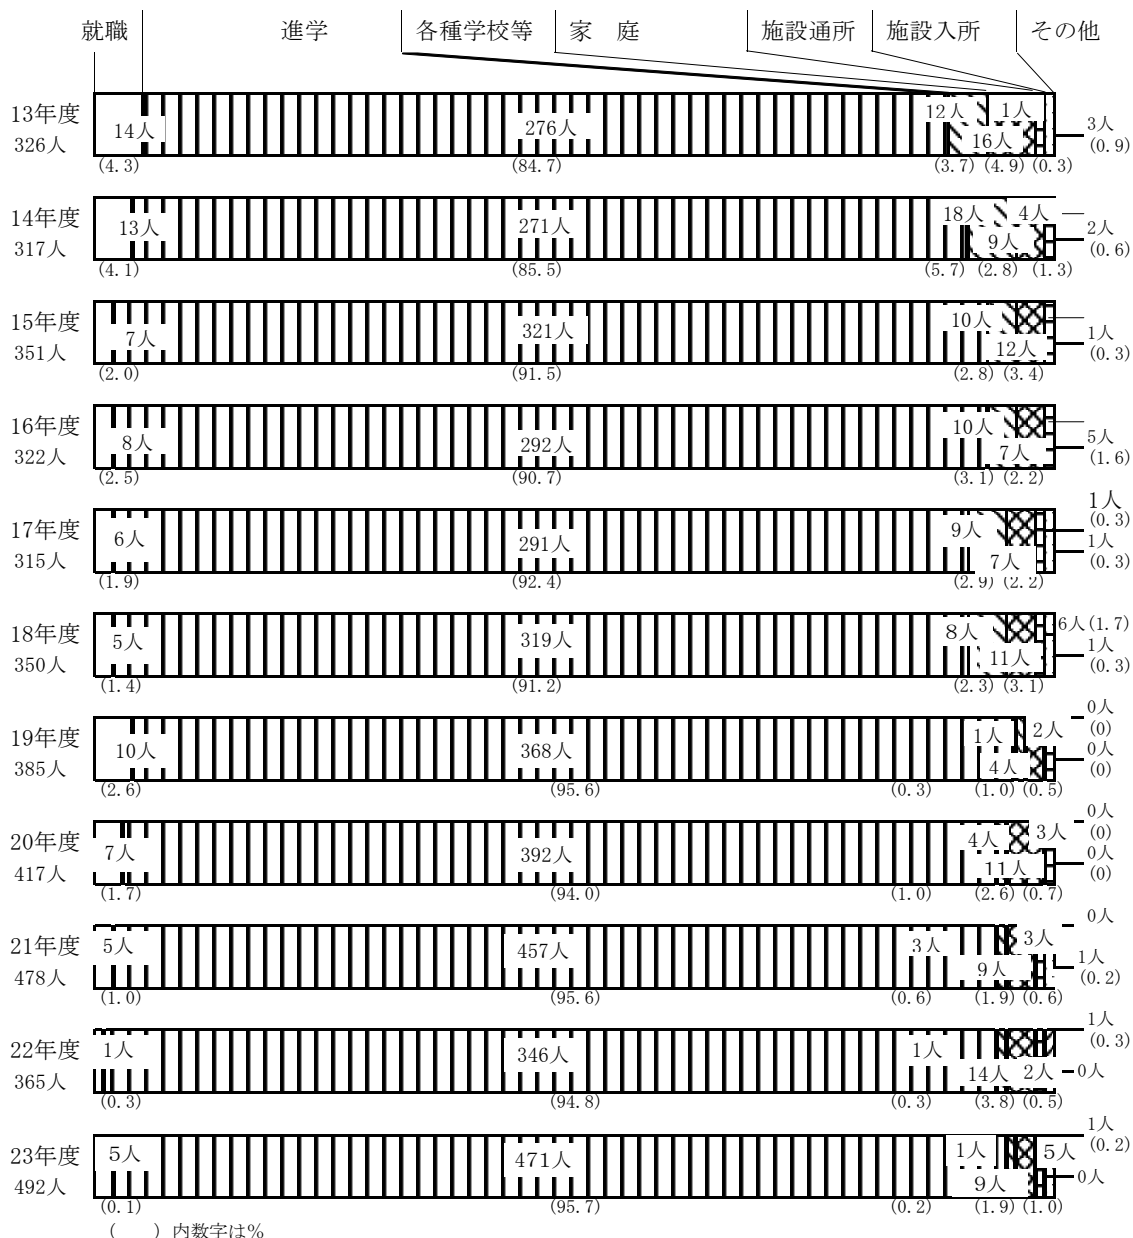 就職 進学 各種学校等 家　庭 施設通所 施設入所 その他
13年度 14人 276人 12人 1人 3人
326人 16人 (0.9)
(4.3) (84.7) (3.7) (4.9) (0.3)
14年度 13人 271人 18人 4人 2人
317人 9人 (0.6)
(4.1) (85.5) (5.7) (2.8) (1.3)
15年度 7人 321人 10人 1人
351人 12人 (0.3)
(2.0) (91.5) (2.8) (3.4)
16年度 8人 292人 10人 5人
322人 7人 (1.6)
(2.5) (90.7) (3.1) (2.2)
1人
(0.3)
17年度 6人 291人 9人 1人
315人 7人 (0.3)
(1.9) (92.4) (2.9) (2.2)
6人(1.7)
18年度 5人 319人 8人 1人
350人 11人 (0.3)
(1.4) (91.2) (2.3) (3.1)
0人
(0)
19年度 10人 368人 1人 2人 0人
385人 4人 (0)
(2.6) (95.6) (0.3) (1.0) (0.5)
0人
(0)
20年度 7人 392人 4人 3人 0人
417人 11人 (0)
(1.7) (94.0) (1.0) (2.6) (0.7)
0人
21年度 5人 457人 3人 3人 1人
478人 9人 (0.2)
(1.0) (95.6) (0.6) (1.9) (0.6)
1人
(0.3)
22年度 1人 346人 1人
365人 14人 2人 0人
(0.3) (94.8) (0.3) (3.8) (0.5)
1人
(0.2)
23年度 5人 471人 1人 5人
492人 9人 0人
(0.1) (95.7) (0.2) (1.9) (1.0)
（　　）内数字は%